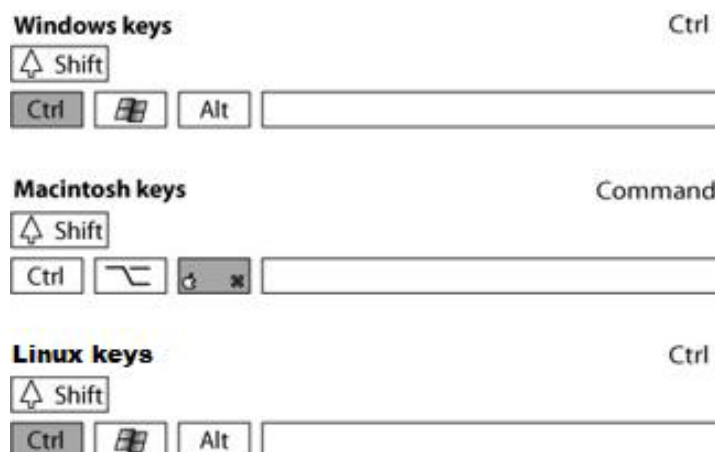 Windows keys Ctrl
Shift
Ctrl Alt
Macintosh keys Command
Shift
Ctrl
Linux keys Ctrl
Shift
Ctrl Alt